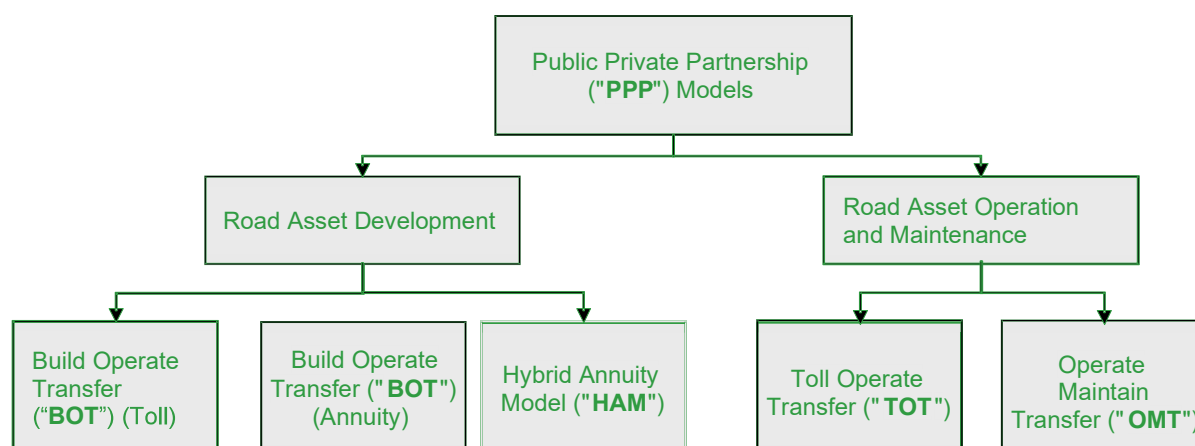 Public Private Partnership
("PPP") Models
Road Asset Development
Road Asset Operation
and Maintenance
Build Operate
Transfer
(“BOT”) (Toll)
Build Operate
Transfer ("BOT")
(Annuity)
Hybrid Annuity
Model ("HAM")
Toll Operate
Transfer ("TOT")
Operate
Maintain
Transfer ("OMT")